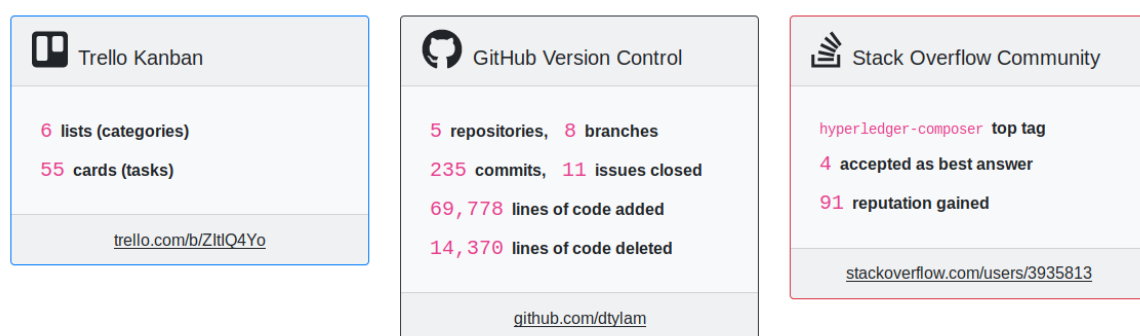 Trello Kanban
6 lists (categories)
55 cards (tasks)
trello.com/b/ZItlQ4Yo
GitHub Version Control
5 repositories, 8 branches
235 commits, 11 issues closed
69,778 lines of code added
14,370 lines of code deleted
github.com/dtylam
Stack Overflow Community
hyperledger-composer top tag
4 accepted as best answer
91 reputation gained
stackoverflow.com/users/3935813